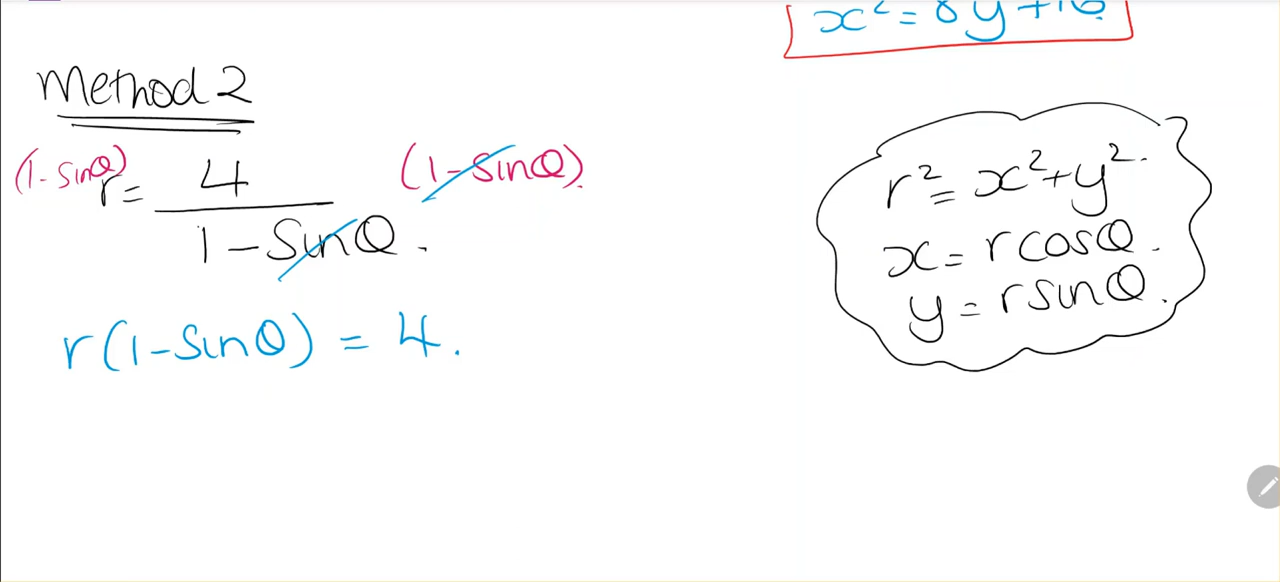 x² = 8y + 16
Method 2
(1 - sinθ) r = 4 / (1 - sinθ). (1 - sinθ).
r(1 - sinθ) = 4.
r² = x² + y².
x = r cosθ.
y = r sinθ.